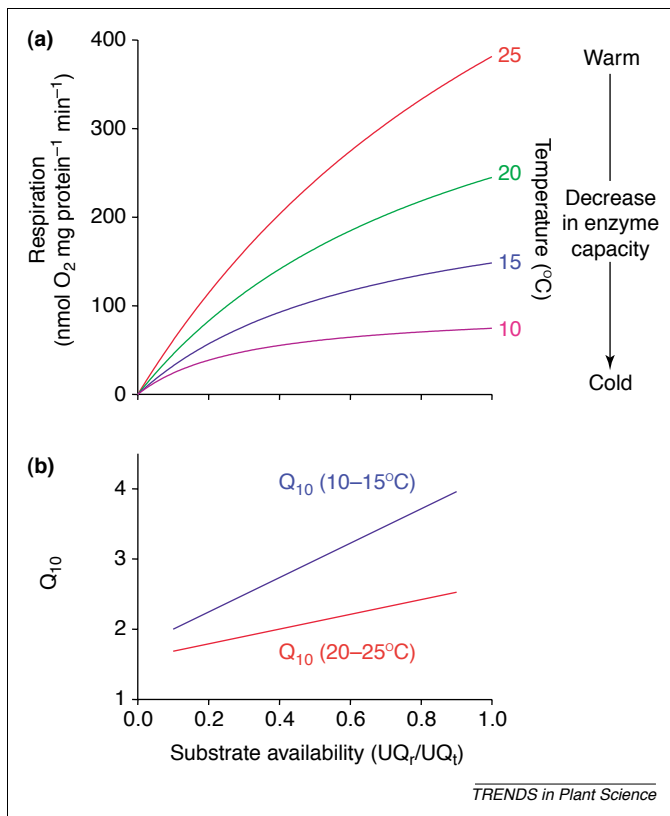 (a)
400
300
200
100
0
Respiration
(nmol O₂ mg protein⁻¹ min⁻¹)
25
20
15
10
Temperature (°C)
Warm
Decrease
in enzyme
capacity
Cold
(b)
4
3
2
1
Q₁₀
Q₁₀ (10–15°C)
Q₁₀ (20–25°C)
0.0 0.2 0.4 0.6 0.8 1.0
Substrate availability (UQᵣ/UQₜ)
TRENDS in Plant Science